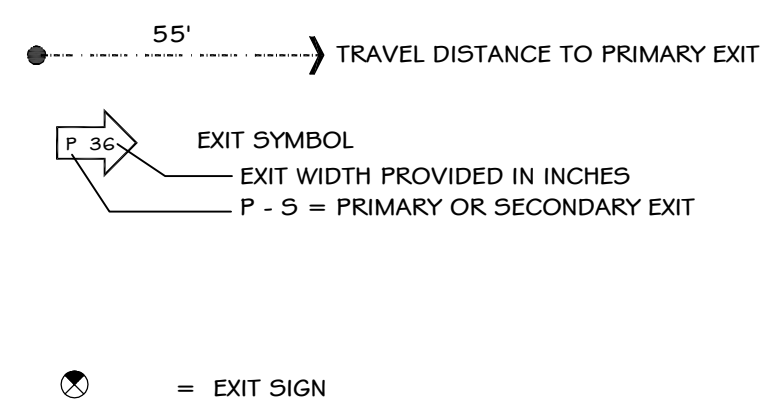 55'
TRAVEL DISTANCE TO PRIMARY EXIT
P 36
EXIT SYMBOL
EXIT WIDTH PROVIDED IN INCHES
P - S = PRIMARY OR SECONDARY EXIT
= EXIT SIGN